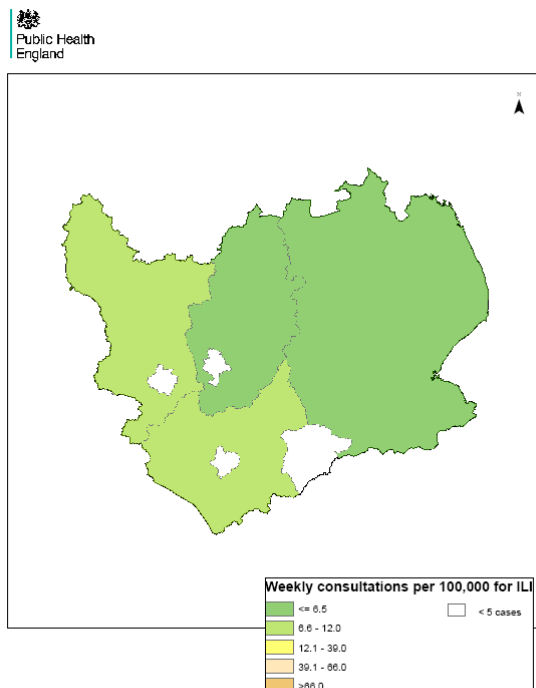 Public Health
England
Weekly consultations per 100,000 for ILI
<= 6.5
< 5 cases
6.6 - 12.0
12.1 - 39.0
39.1 - 66.0
>66.0